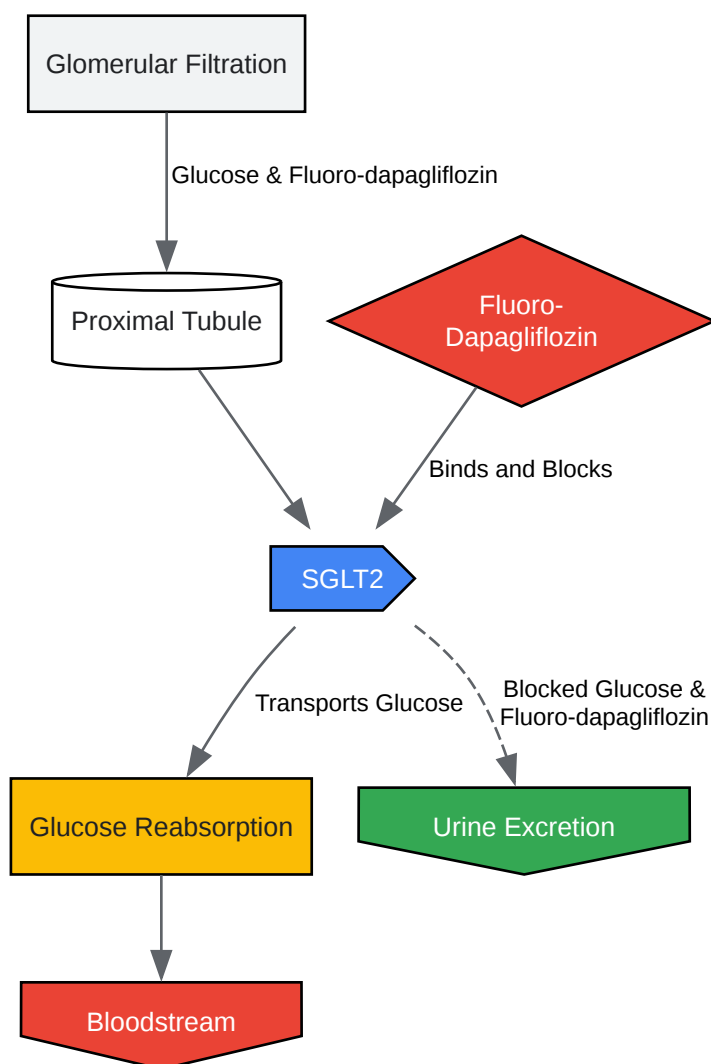 Glomerular Filtration
Glucose & Fluoro-dapagliflozin
Proximal Tubule
Fluoro-
Dapagliflozin
Binds and Blocks
SGLT2
Transports Glucose
Blocked Glucose &
Fluoro-dapagliflozin
Glucose Reabsorption
Urine Excretion
Bloodstream